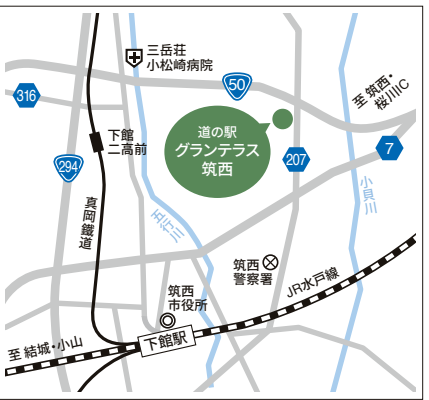 三岳荘
小松崎病院
50
316
至 筑西・
桜川IC
道の駅
グランテラス
筑西
下館
二高前
294
207
7
真岡鐵道
五行川
小貝川
筑西
警察署
JR水戸線
筑西
市役所
下館駅
至 結城・小山